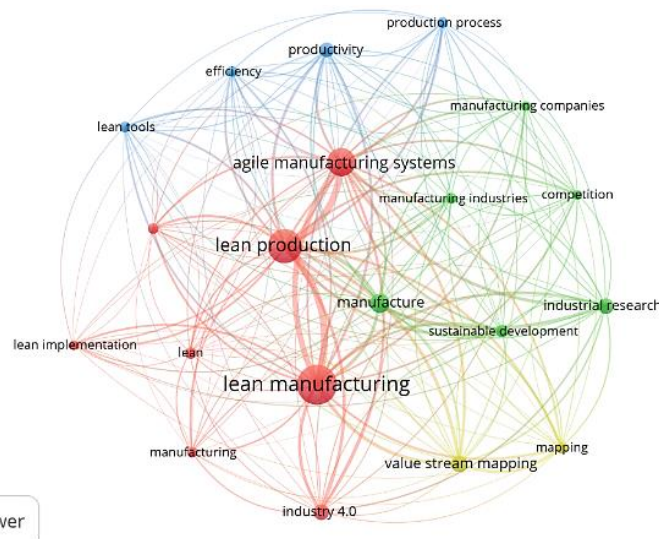 production process
productivity
efficiency
manufacturing companies
lean tools
agile manufacturing systems
manufacturing industries
competition
lean production
manufacture
industrial research
sustainable development
lean implementation
lean
lean manufacturing
manufacturing
mapping
value stream mapping
industry 4.0
wer